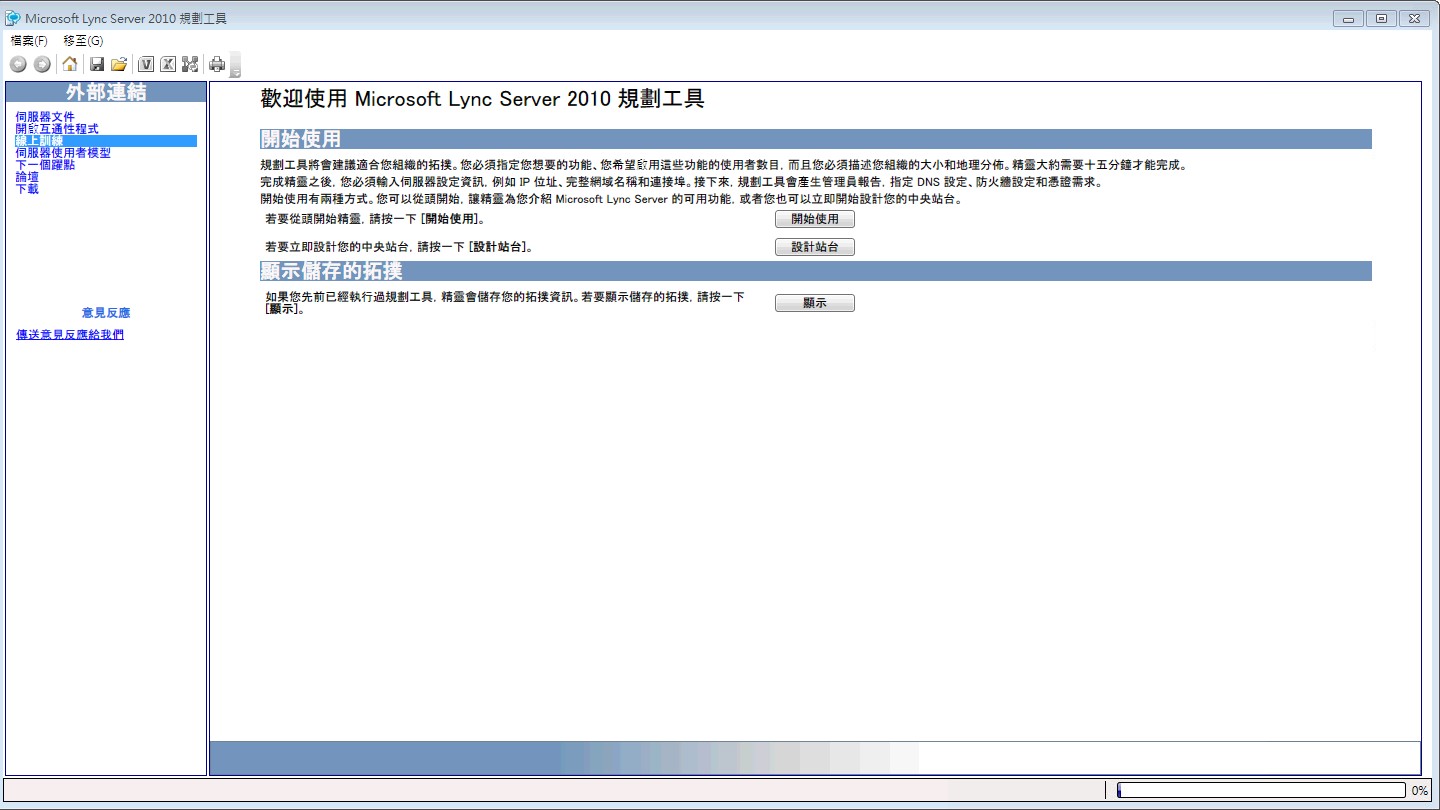 Microsoft Lync Server 2010 規劃工具
檔案(F) 移至(G)
外部連結
伺服器文件
開啟互通性程式
線上訓練
伺服器使用者模型
下一個躍點
論壇
下載
意見反應
傳送意見反應給我們
歡迎使用 Microsoft Lync Server 2010 規劃工具
開始使用
規劃工具將會建議適合您組織的拓撲。您必須指定您想要的功能、您希望啟用這些功能的使用者數目, 而且您必須描述您組織的大小和地理分佈。精靈大約需要十五分鐘才能完成。
完成精靈之後, 您必須輸入伺服器設定資訊, 例如 IP 位址、完整網域名稱和連接埠。接下來, 規劃工具會產生管理員報告, 指定 DNS 設定、防火牆設定和憑證需求。
開始使用有兩種方式。您可以從頭開始, 讓精靈為您介紹 Microsoft Lync Server 的可用功能, 或者您也可以立即開始設計您的中央站台。
若要從頭開始精靈, 請按一下 [開始使用]。
開始使用
若要立即設計您的中央站台, 請按一下 [設計站台]。
設計站台
顯示儲存的拓撲
如果您先前已經執行過規劃工具, 精靈會儲存您的拓撲資訊。若要顯示儲存的拓撲, 請按一下
[顯示]。
顯示
0%